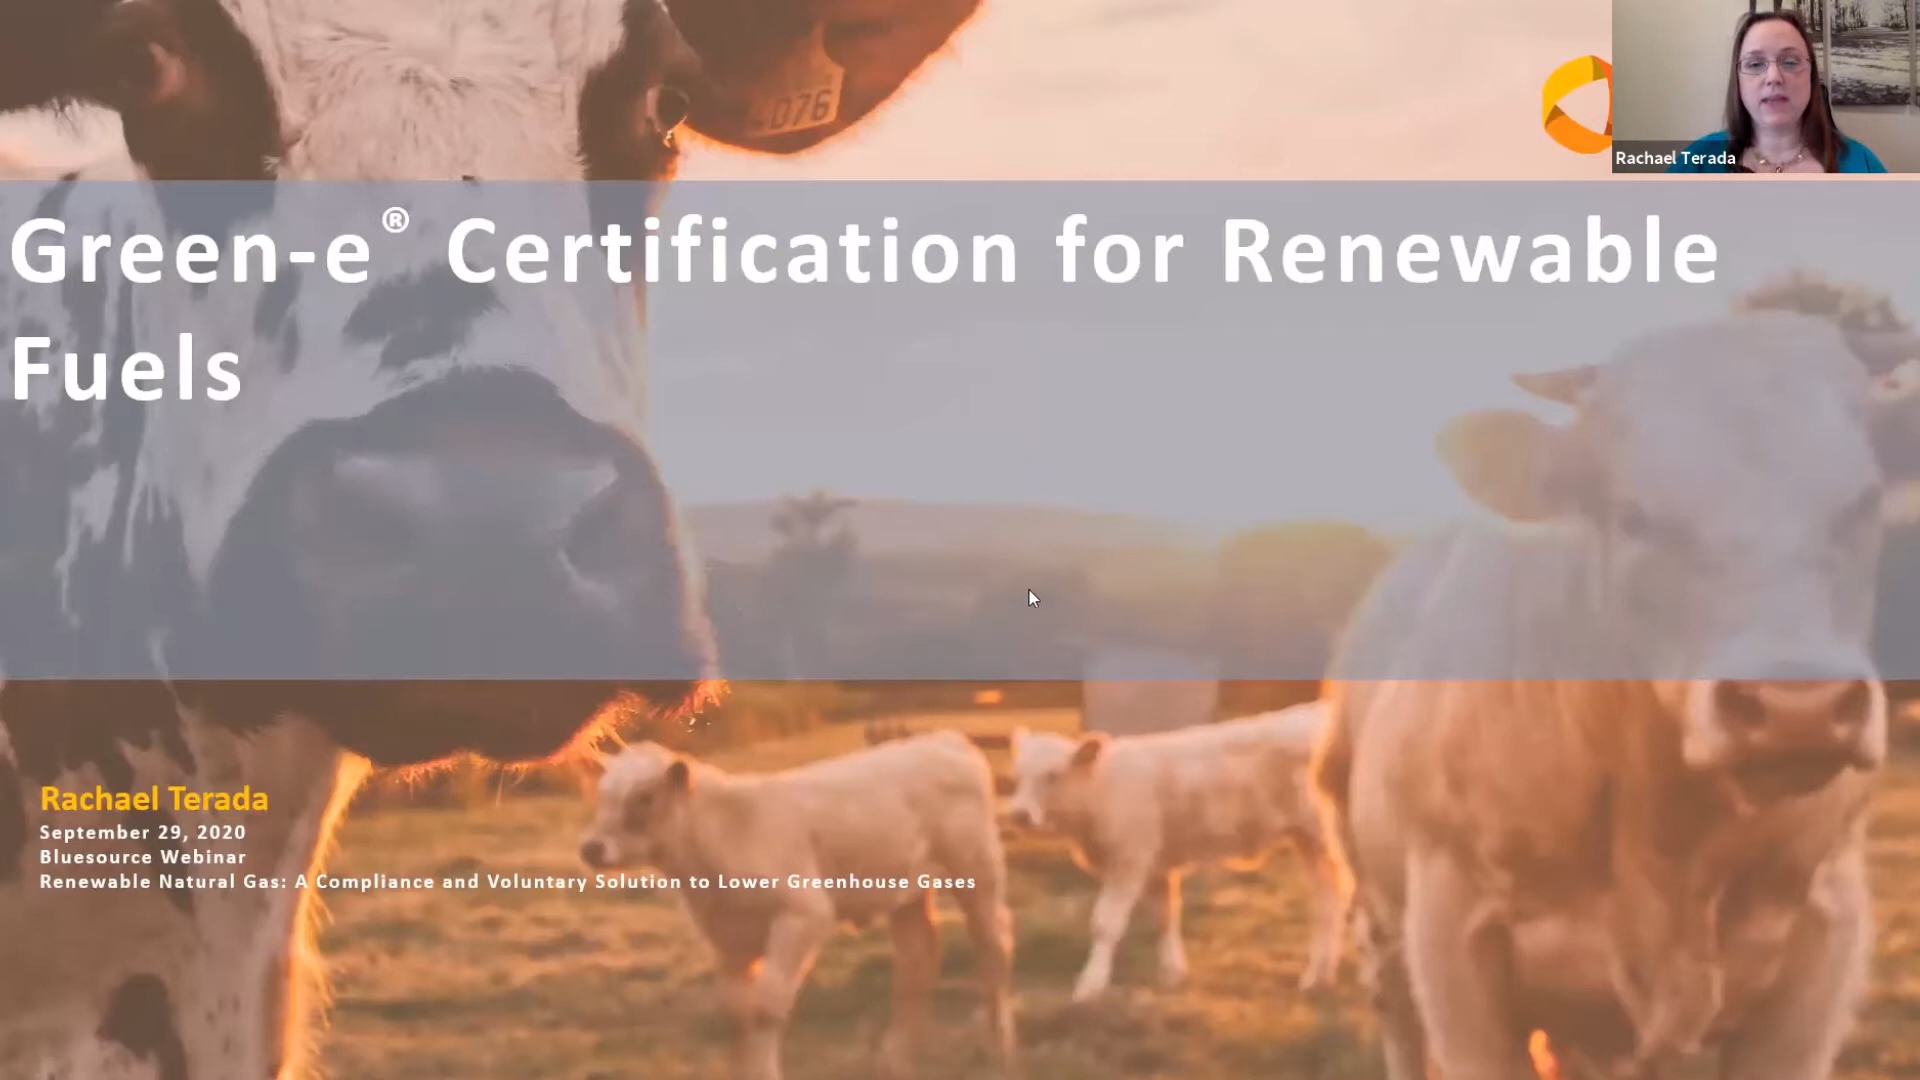 D76
Rachael Terada
Green-e® Certification for Renewable
Fuels
Rachael Terada
September 29, 2020
Bluesource Webinar
Renewable Natural Gas: A Compliance and Voluntary Solution to Lower Greenhouse Gases